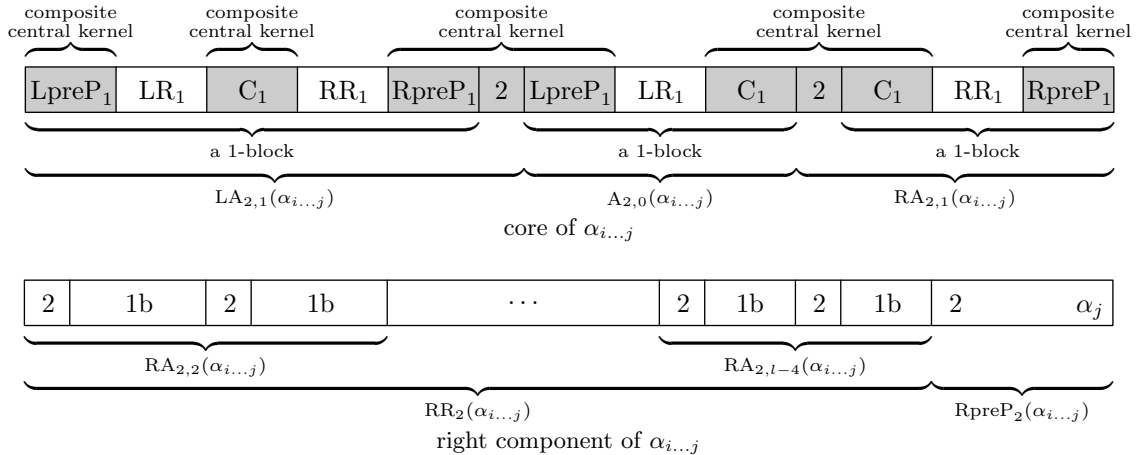 composite composite composite composite composite
central kernel central kernel central kernel central kernel central kernel
LpreP₁ LR₁ C₁ RR₁ RpreP₁ 2 LpreP₁ LR₁ C₁ 2 C₁ RR₁ RpreP₁
a 1-block a 1-block a 1-block
LA₂,₁(αᵢ…ⱼ) A₂,₀(αᵢ…ⱼ) RA₂,₁(αᵢ…ⱼ)
core of αᵢ…ⱼ
2 1b 2 1b ⋯ 2 1b 2 1b 2 αⱼ
RA₂,₂(αᵢ…ⱼ) RA₂,ₗ₋₄(αᵢ…ⱼ)
RR₂(αᵢ…ⱼ) RpreP₂(αᵢ…ⱼ)
right component of αᵢ…ⱼ